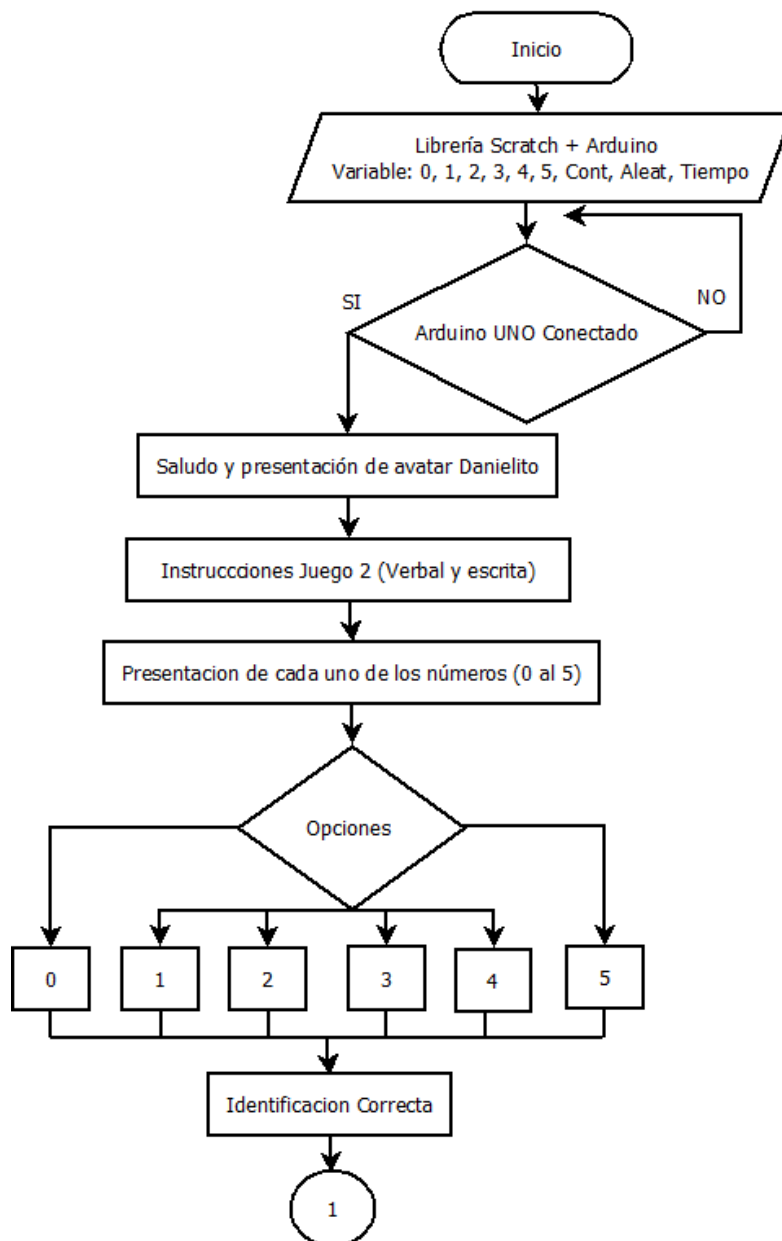 Inicio
Librería Scratch + Arduino
Variable: 0, 1, 2, 3, 4, 5, Cont, Aleat, Tiempo
SI
NO
Arduino UNO Conectado
Saludo y presentación de avatar Danielito
Instruccciones Juego 2 (Verbal y escrita)
Presentacion de cada uno de los números (0 al 5)
Opciones
0
1
2
3
4
5
Identificacion Correcta
1